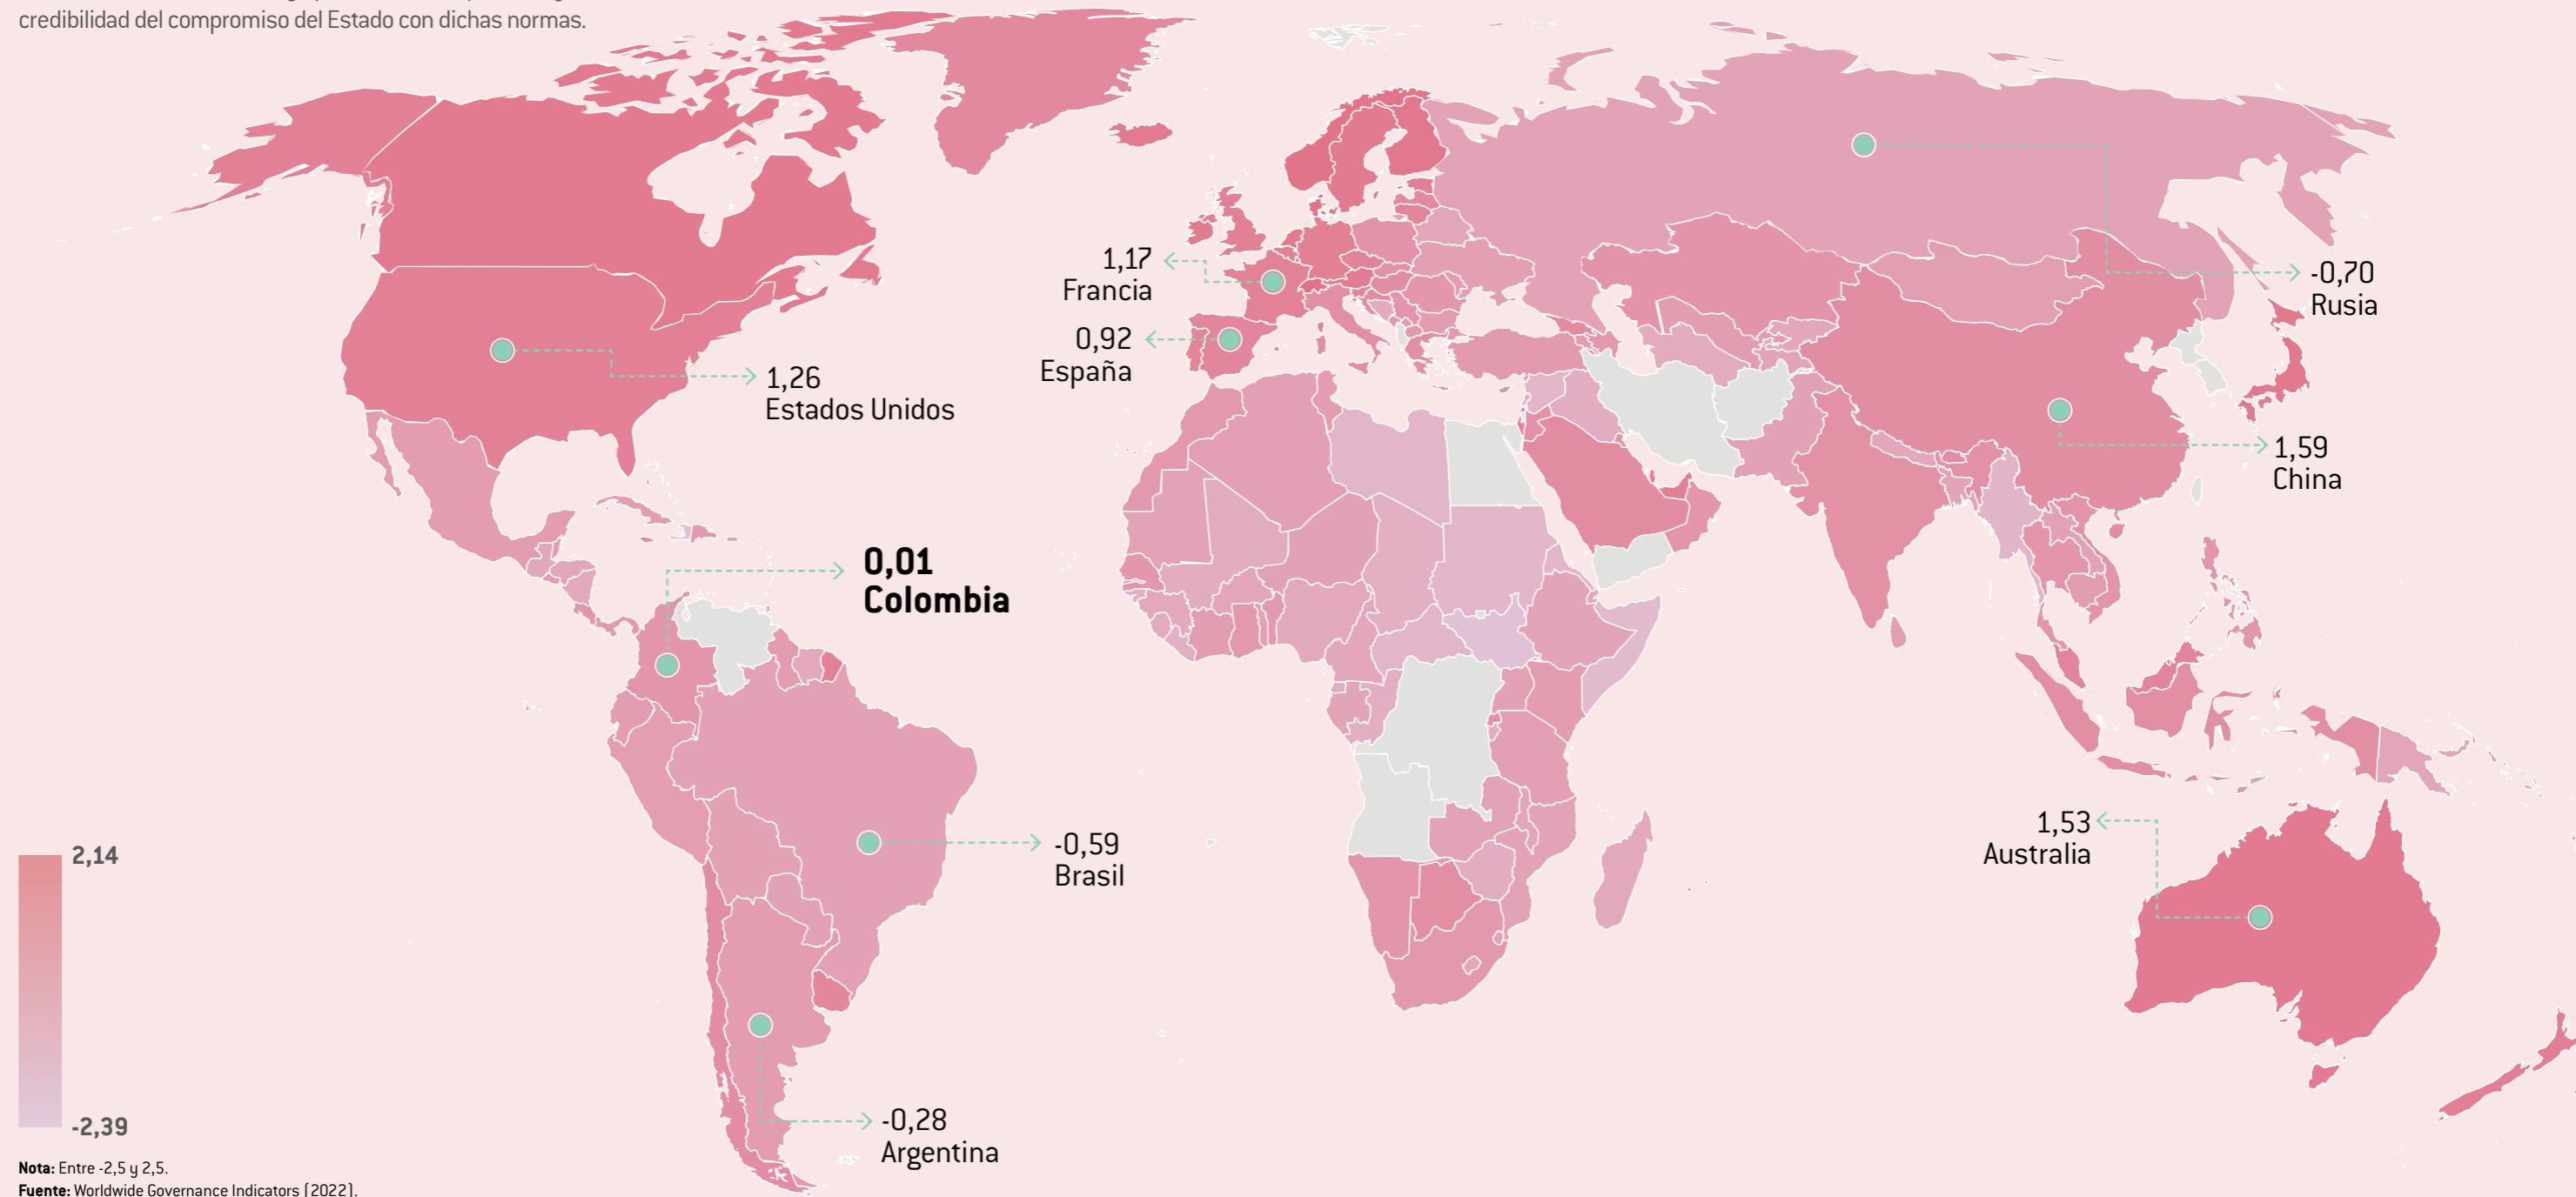 credibilidad del compromiso del Estado con dichas normas.
1,17
Francia
0,92
España
-0,70
Rusia
1,26
Estados Unidos
1,59
China
0,01
Colombia
1,53
Australia
-0,59
Brasil
2,14
-2,39
-0,28
Argentina
Nota: Entre -2,5 y 2,5.
Fuente: Worldwide Governance Indicators (2022).